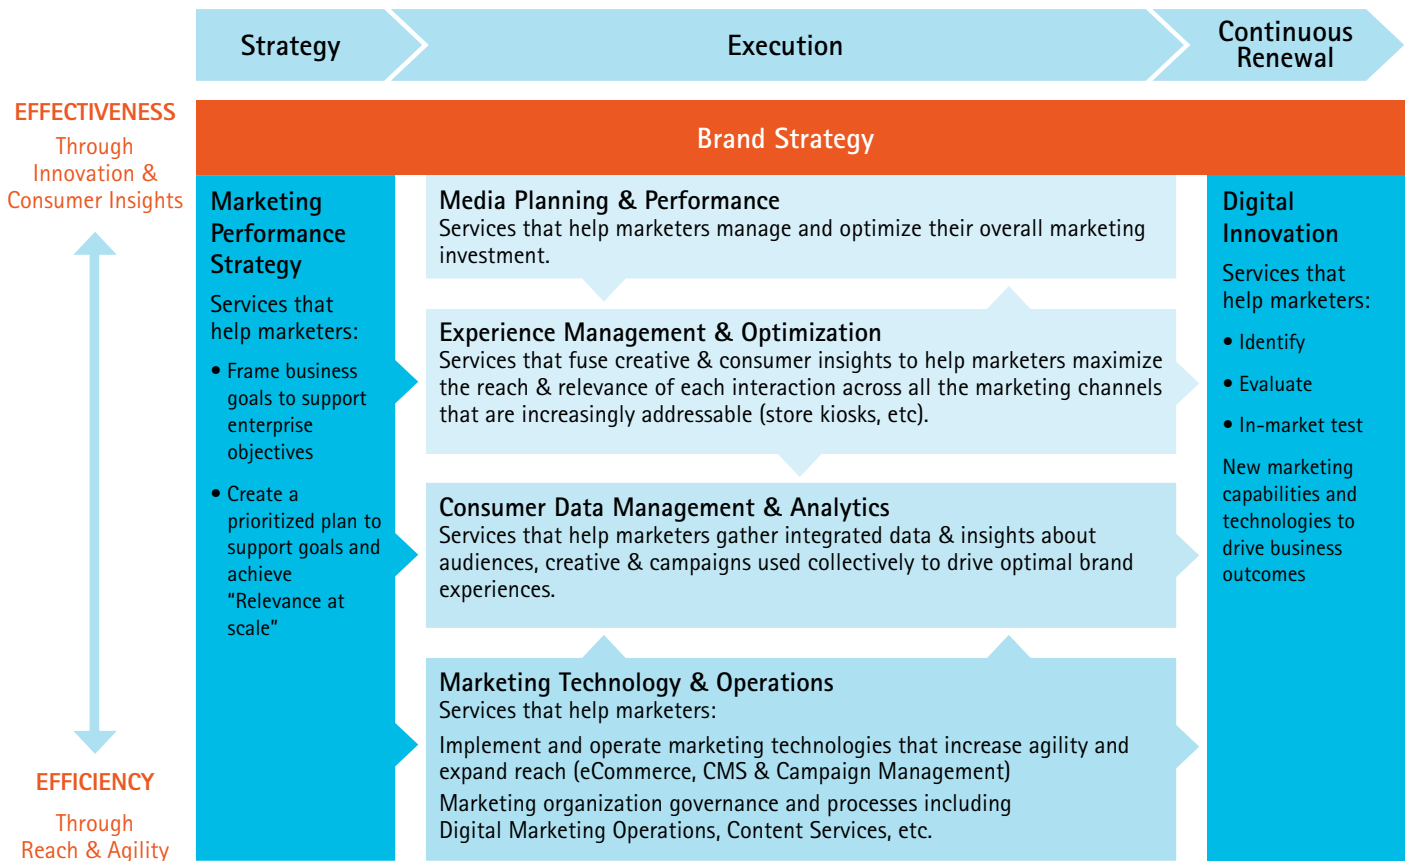 Strategy
Execution
Continuous
Renewal
EFFECTIVENESS
Through
Innovation &
Consumer Insights
EFFICIENCY
Through
Reach & Agility
Brand Strategy
Marketing
Performance
Strategy
Services that
help marketers:
• Frame business
goals to support
enterprise
objectives
• Create a
prioritized plan to
support goals and
achieve
"Relevance at
scale"
Media Planning & Performance
Services that help marketers manage and optimize their overall marketing
investment.
Experience Management & Optimization
Services that fuse creative & consumer insights to help marketers maximize
the reach & relevance of each interaction across all the marketing channels
that are increasingly addressable (store kiosks, etc).
Consumer Data Management & Analytics
Services that help marketers gather integrated data & insights about
audiences, creative & campaigns used collectively to drive optimal brand
experiences.
Marketing Technology & Operations
Services that help marketers:
Implement and operate marketing technologies that increase agility and
expand reach (eCommerce, CMS & Campaign Management)
Marketing organization governance and processes including
Digital Marketing Operations, Content Services, etc.
Digital
Innovation
Services that
help marketers:
• Identify
• Evaluate
• In-market test
New marketing
capabilities and
technologies to
drive business
outcomes